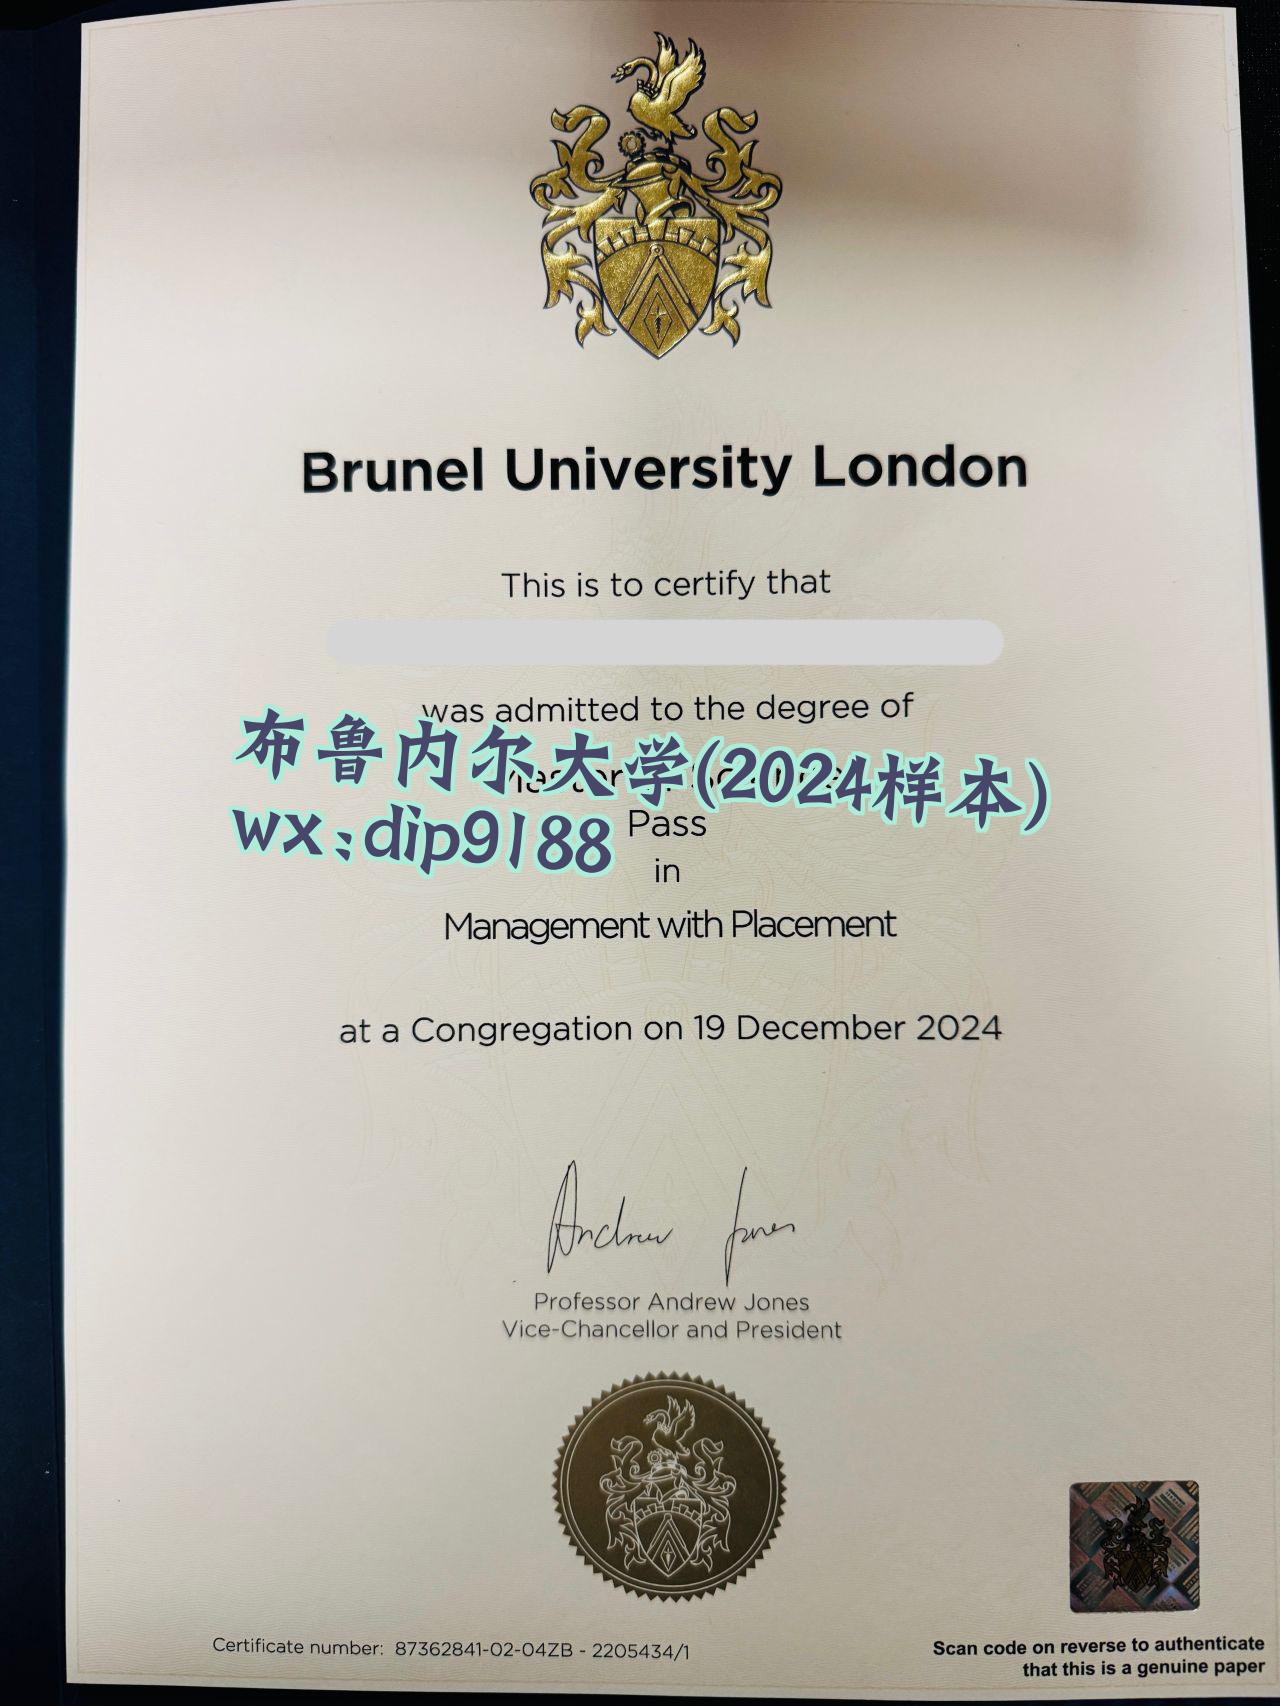 Brunel University London
This is to certify that
was admitted to the degree of
布鲁内尔大学(2024样本)
wx:dip9188
Pass
in
Management with Placement
at a Congregation on 19 December 2024
Andrew Jones
Professor Andrew Jones
Vice-Chancellor and President
Certificate number: 87362841-02-04ZB - 2205434/1
Scan code on reverse to authenticate
that this is a genuine paper